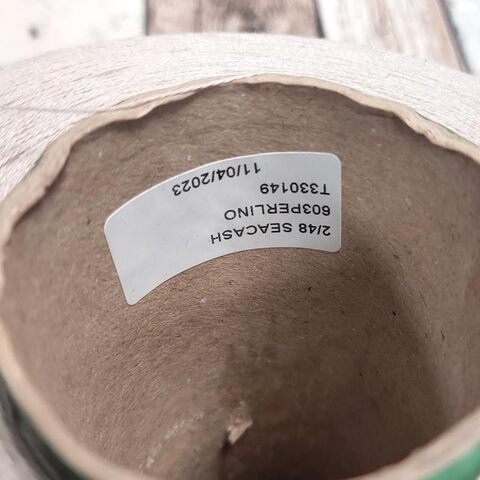 2/48 SEACASH
603PERLINO
T330149
11/04/2023